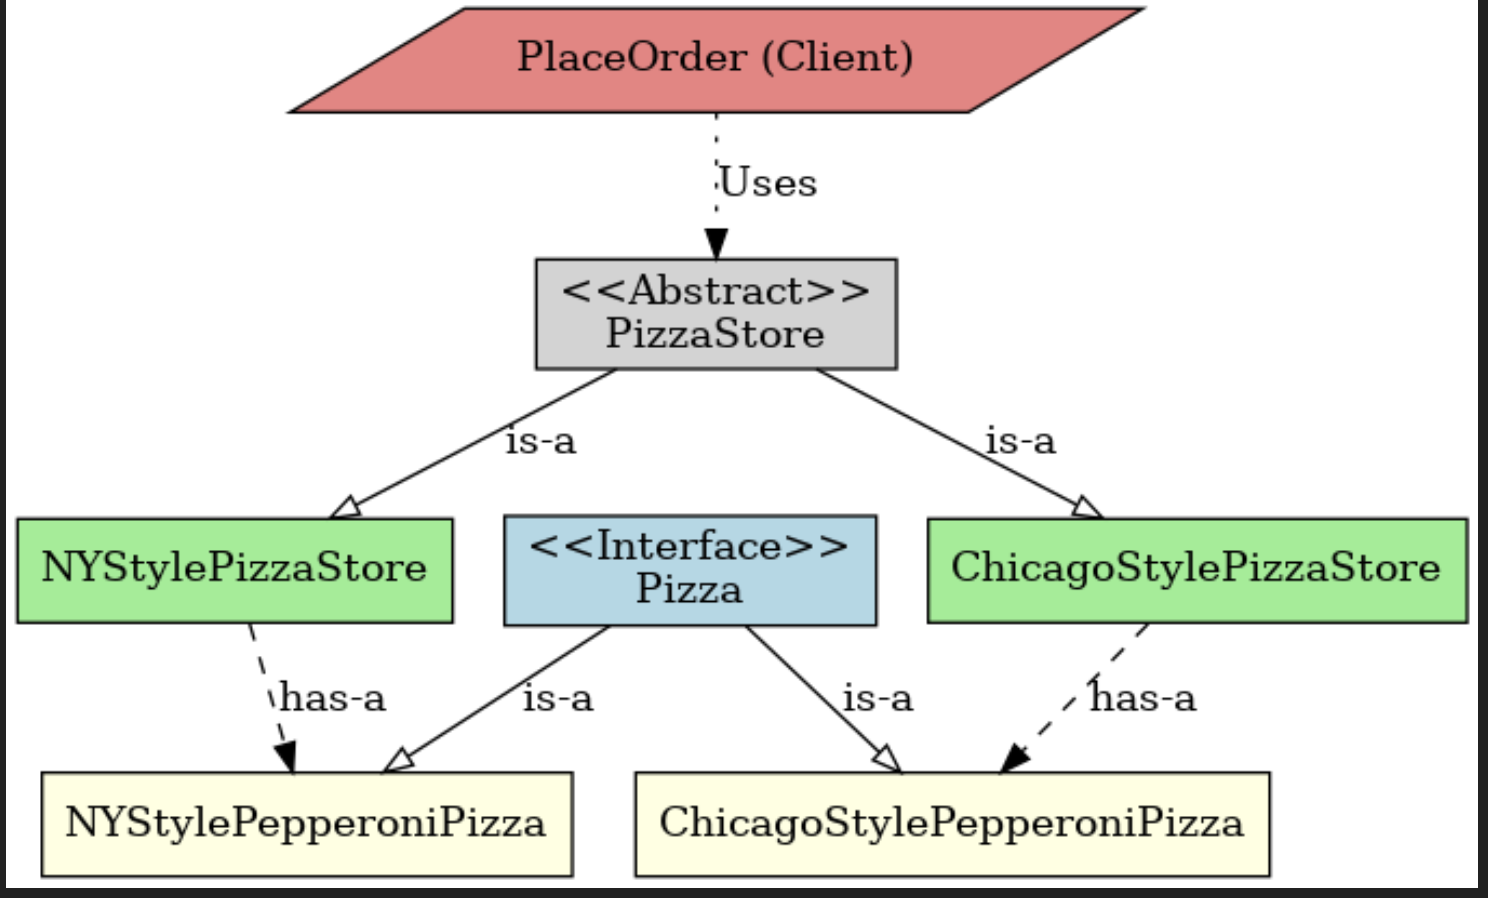 PlaceOrder (Client)
Uses
<<Abstract>>
PizzaStore
is-a
is-a
NYStylePizzaStore
<<Interface>>
Pizza
ChicagoStylePizzaStore
has-a
is-a
is-a
has-a
NYStylePepperoniPizza
ChicagoStylePepperoniPizza